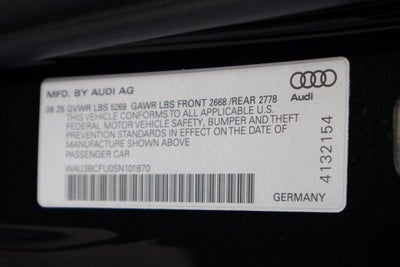 MFD. BY AUDI AG
09 25 GVWR LBS 5269 GAWR LBS FRONT 2668 /REAR 2778
THIS VEHICLE CONFORMS TO ALL APPLICABLE
FEDERAL MOTOR VEHICLE SAFETY, BUMPER AND THEFT
PREVENTION STANDARDS IN EFFECT ON THE
DATE OF MANUFACTURE SHOWN ABOVE.
PASSENGER CAR
WAU3BCFU0SN101870
Audi
4132154
GERMANY